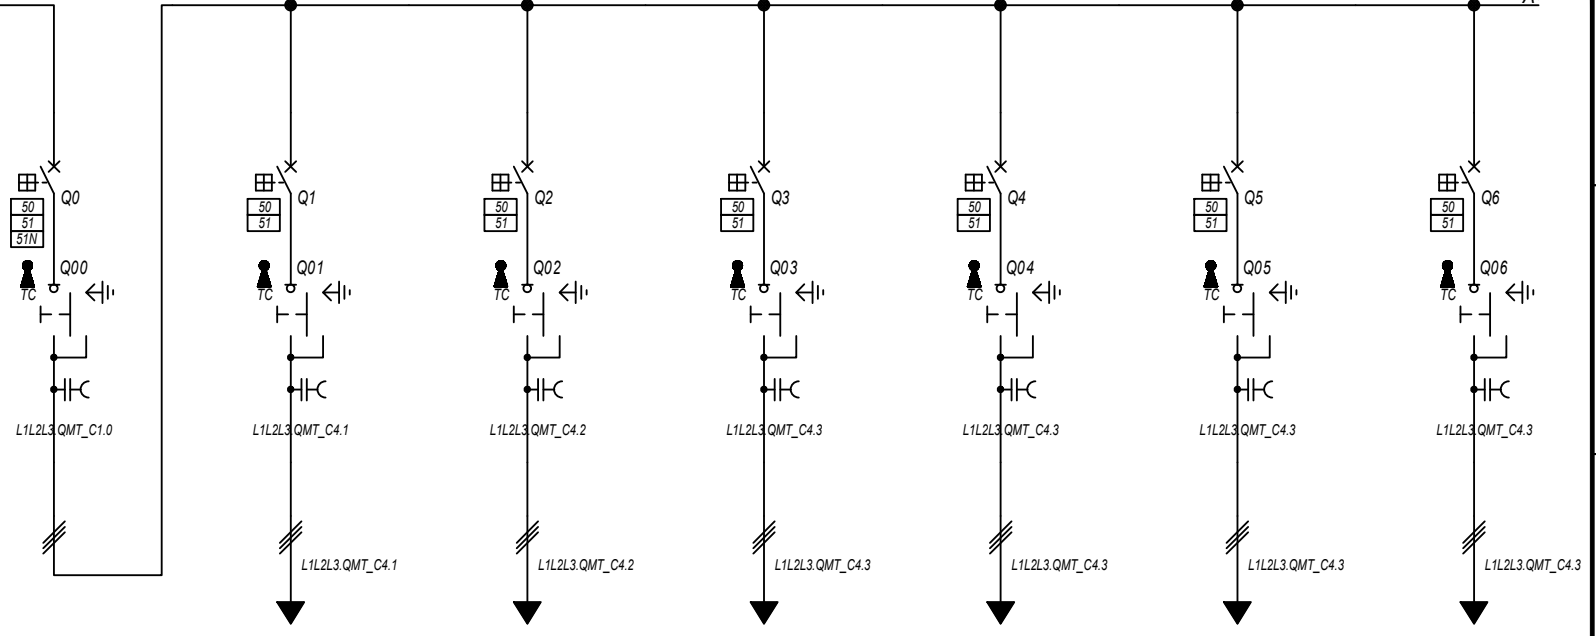 Q0 Q1 Q2 Q3 Q4 Q5 Q6
50 50 50 50 50 50 50
51 51 51 51 51 51 51
51N
Q00 Q01 Q02 Q03 Q04 Q05 Q06
TC TC TC TC TC TC TC
L1L2L3.QMT_C1.0 L1L2L3.QMT_C4.1 L1L2L3.QMT_C4.2 L1L2L3.QMT_C4.3 L1L2L3.QMT_C4.3 L1L2L3.QMT_C4.3 L1L2L3.QMT_C4.3
L1L2L3.QMT_C4.1 L1L2L3.QMT_C4.2 L1L2L3.QMT_C4.3 L1L2L3.QMT_C4.3 L1L2L3.QMT_C4.3 L1L2L3.QMT_C4.3